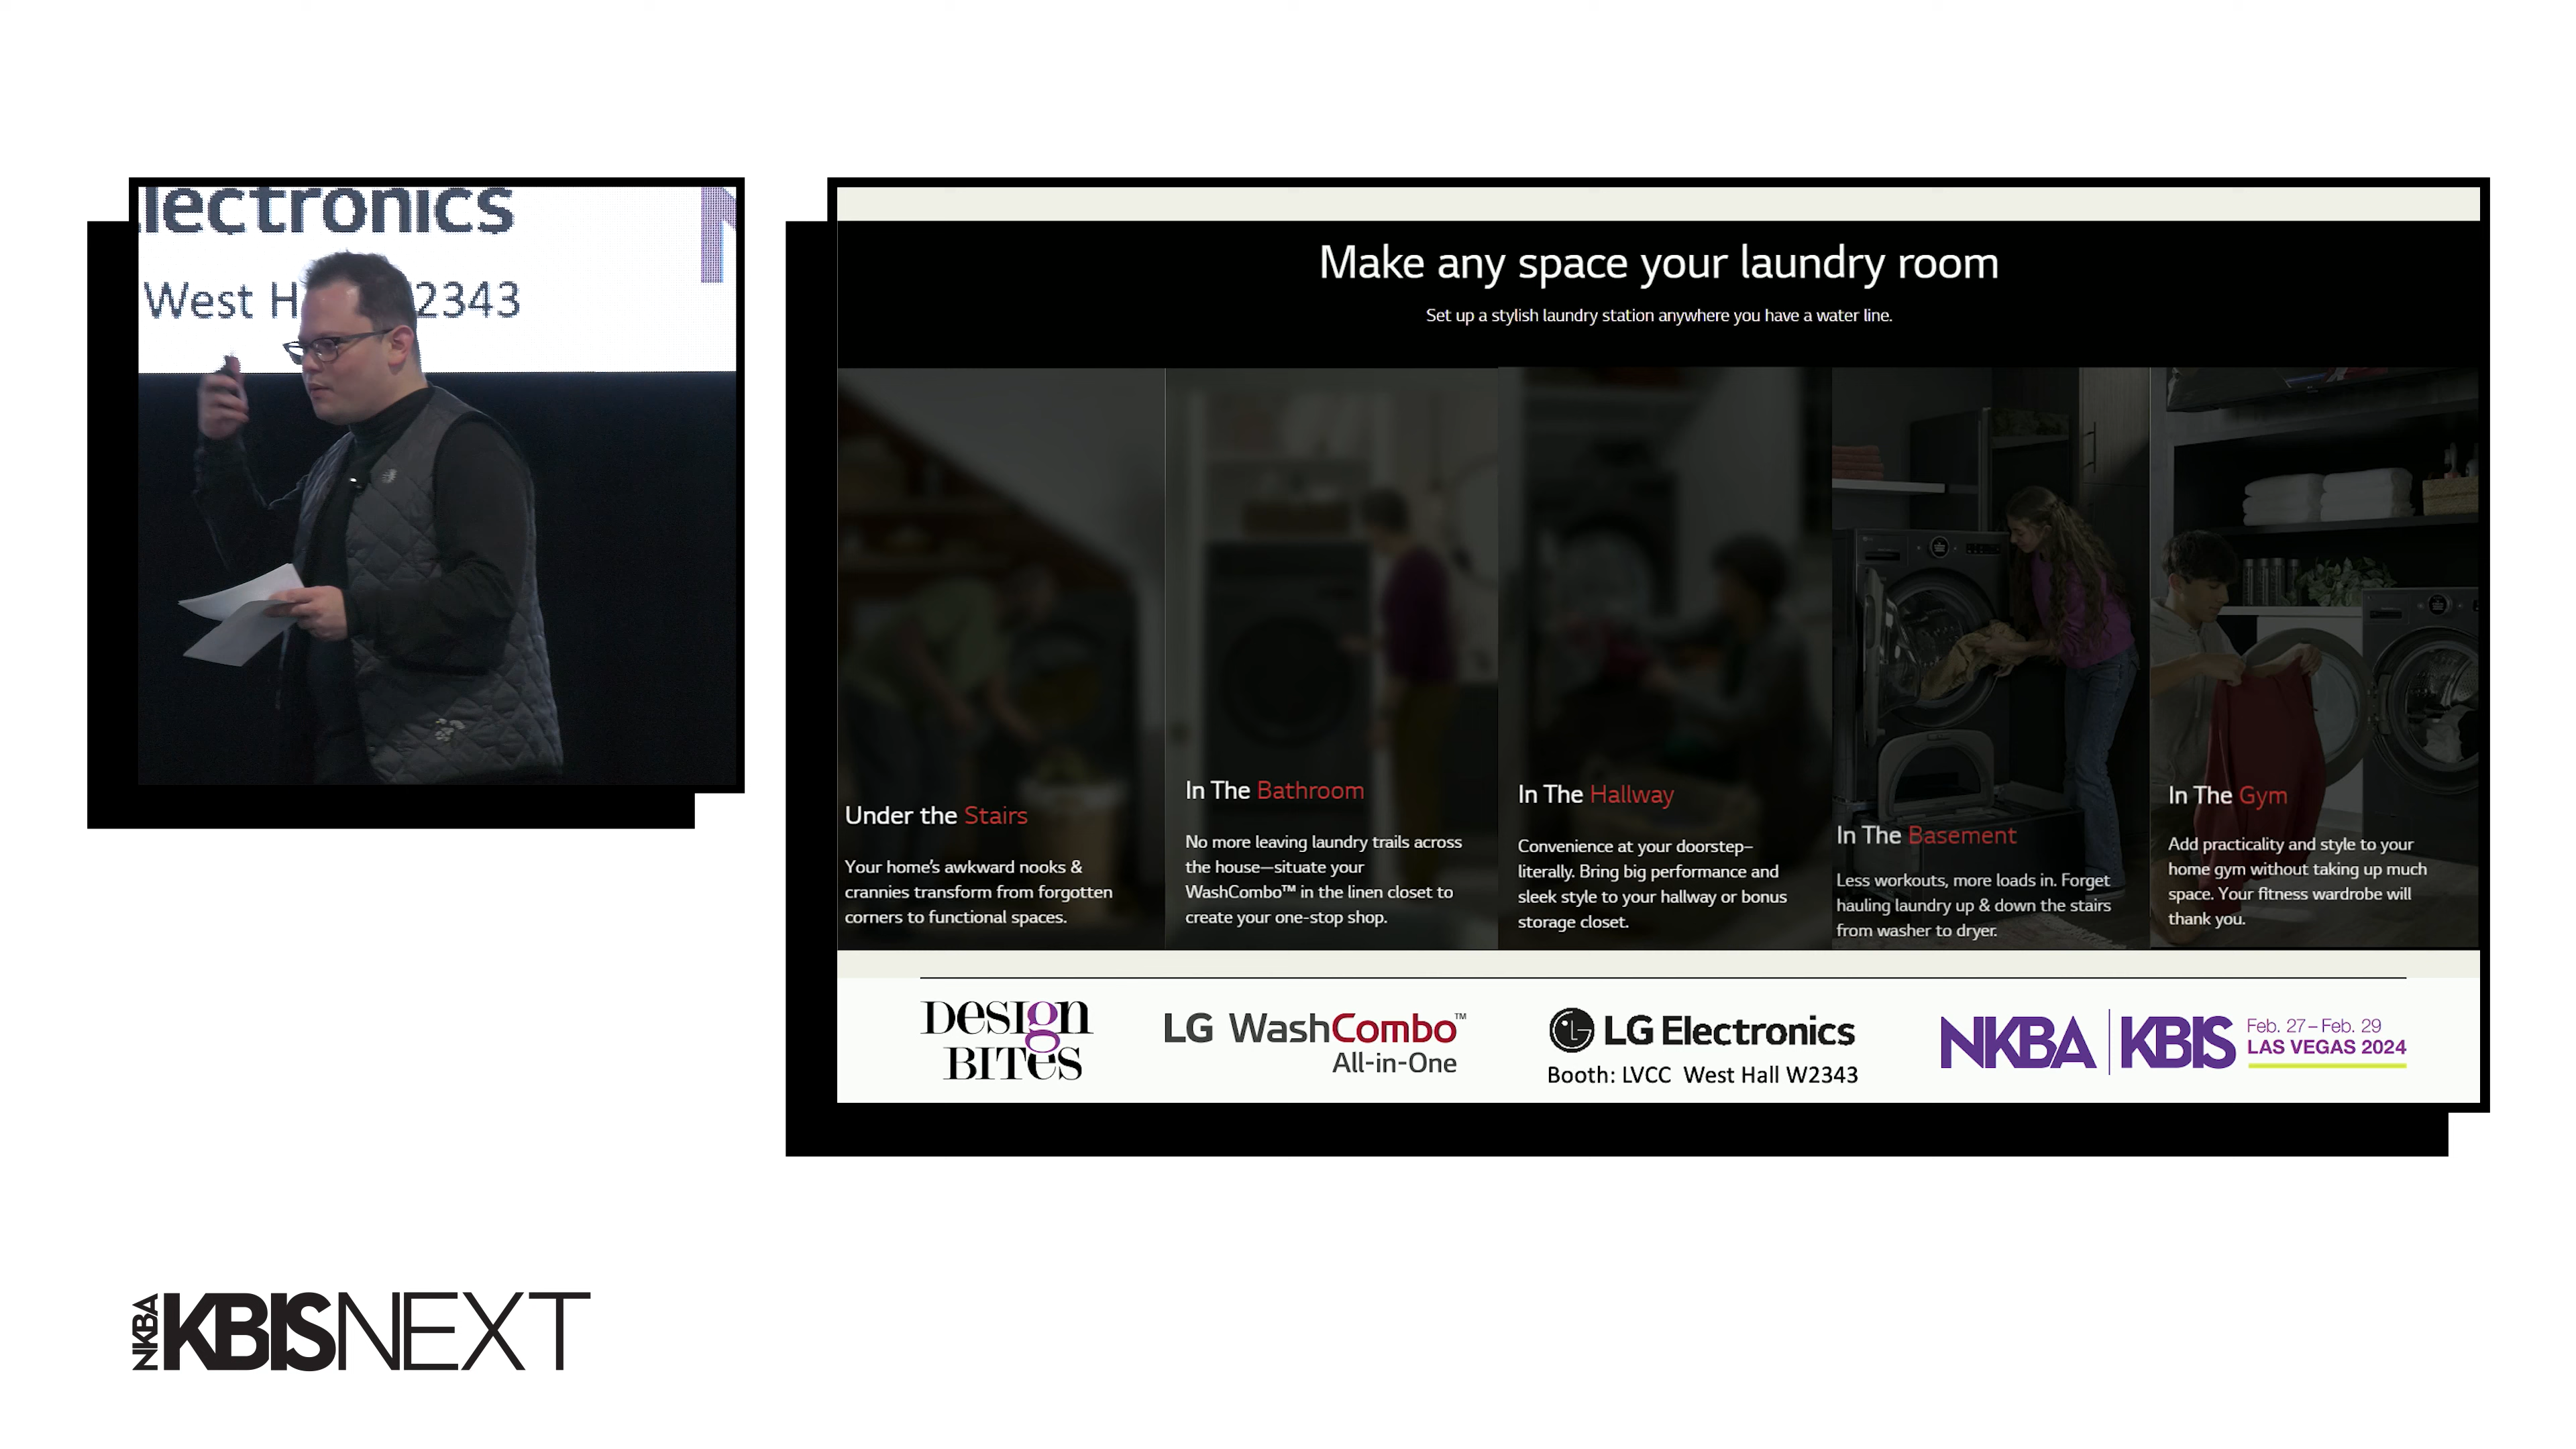 lectronics
West H 2343
Make any space your laundry room
Set up a stylish laundry station anywhere you have a water line.
Under the Stairs
Your home's awkward nooks &
crannies transform from forgotten
corners to functional spaces.
In The Bathroom
No more leaving laundry trails across
the house—situate your
WashCombo™ in the linen closet to
create your one-stop shop.
In The Hallway
Convenience at your doorstep–
literally. Bring big performance and
sleek style to your hallway or bonus
storage closet.
In The Basement
Less workouts, more loads in. Forget
hauling laundry up & down the stairs
from washer to dryer.
In The Gym
Add practicality and style to your
home gym without taking up much
space. Your fitness wardrobe will
thank you.
Design
BITes
LG WashCombo™
All-in-One
LG Electronics
Booth: LVCC West Hall W2343
NKBA | KBIS
Feb. 27 – Feb. 29
LAS VEGAS 2024
NKBA KBISNEXT